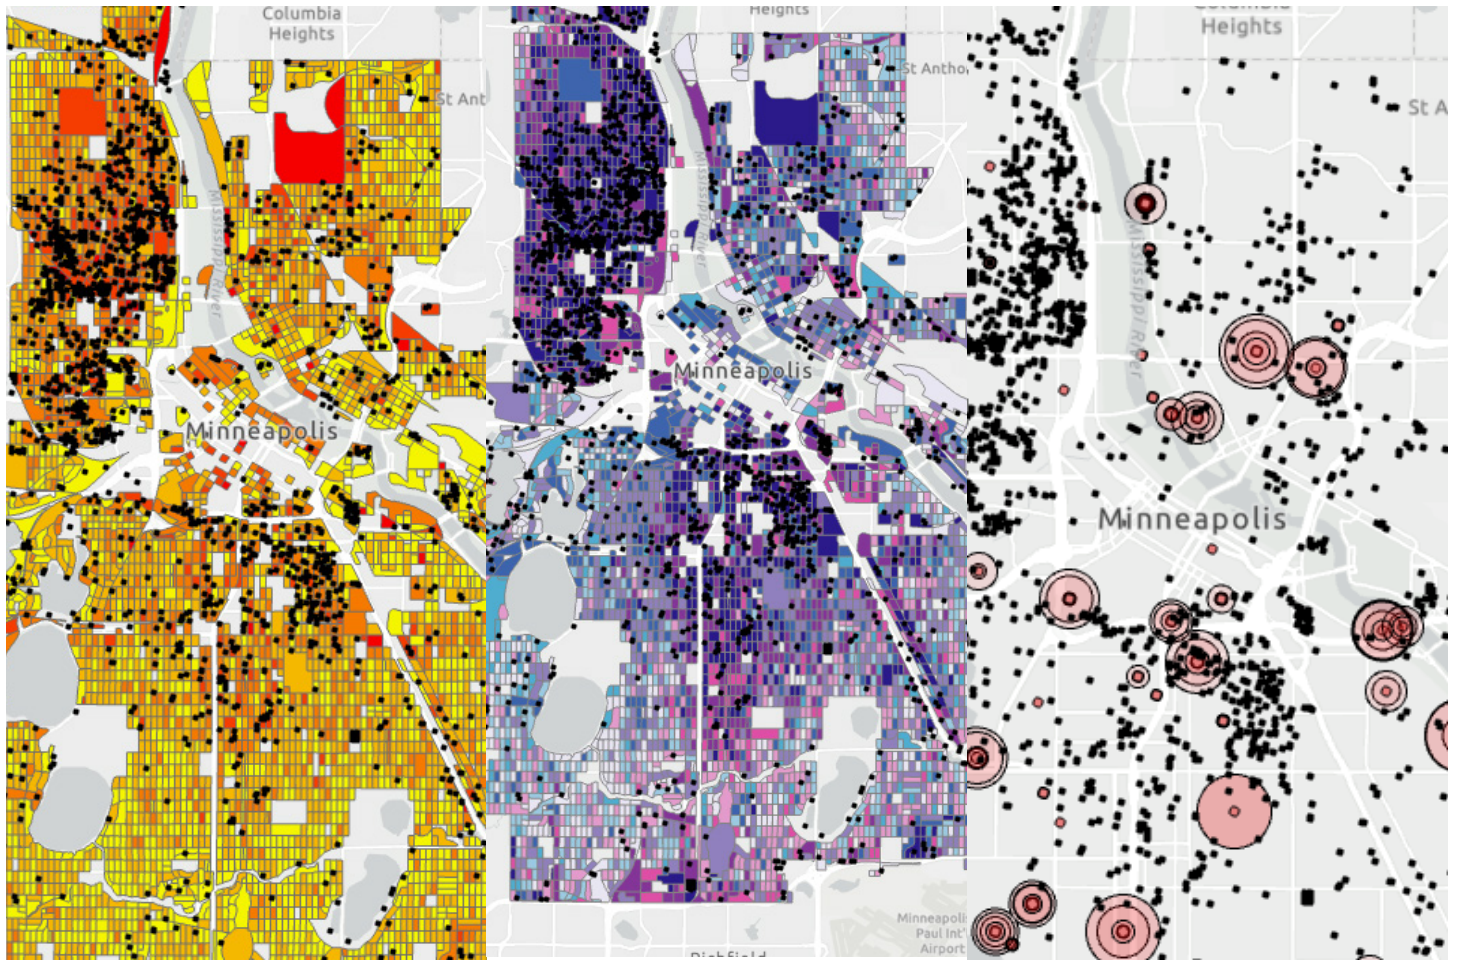 Columbia
Heights
St Ant
Mississippi River
Minneapolis
Heights
St Antho
Mississippi River
Minneapolis
Minneapolis
Paul Int'
Airport
Richfield
Columbia
Heights
St A
Mississippi River
Minneapolis